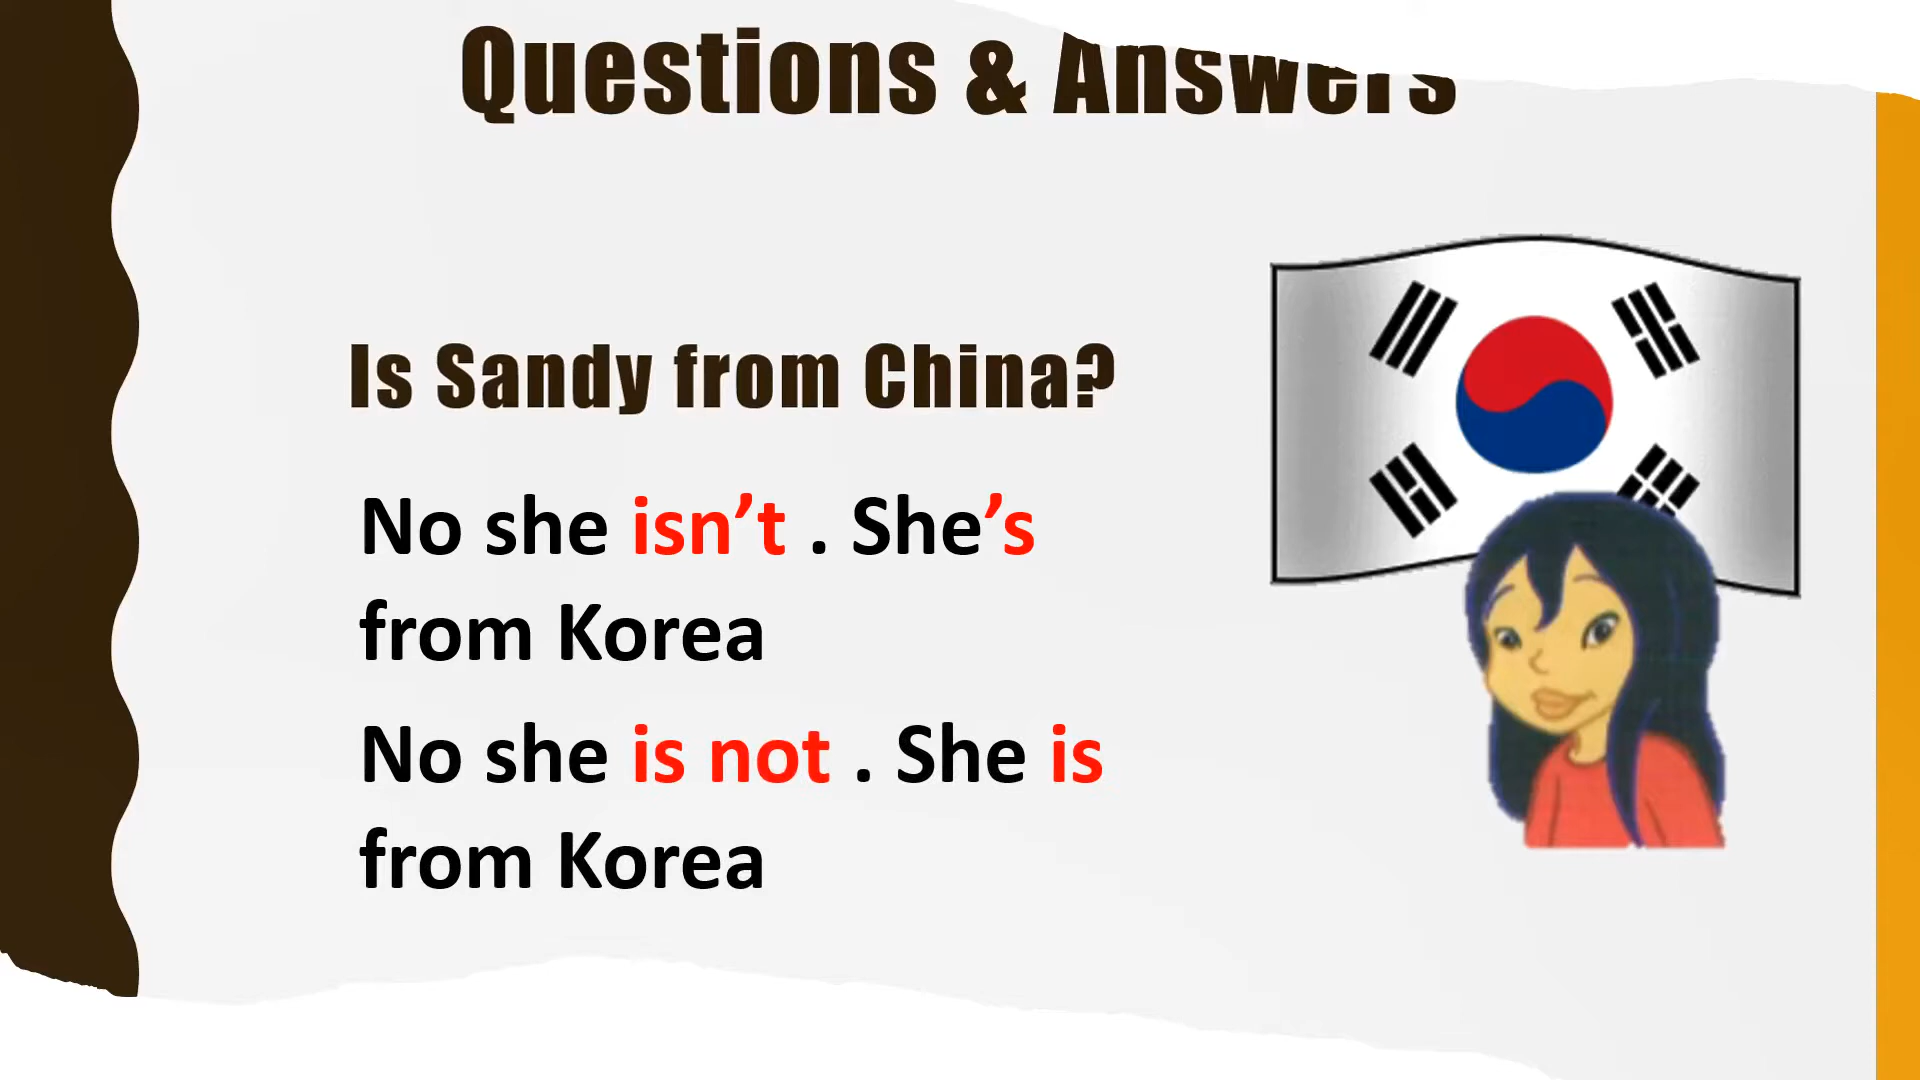 Questions & Answers
Is Sandy from China?
No she isn’t . She’s
from Korea
No she is not . She is
from Korea